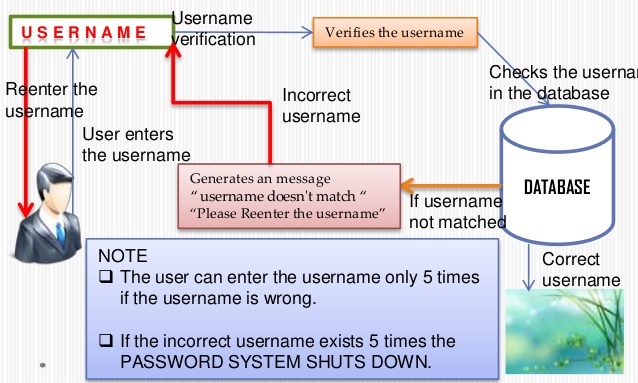 USERNAME
Username
verification
Verifies the username
Checks the userna
in the database
Reenter the
username
User enters
the username
Incorrect
username
Generates an message
“ username doesn't match “
“Please Reenter the username”
If username
not matched
DATABASE
Correct
username
NOTE
❑ The user can enter the username only 5 times
if the username is wrong.
❑ If the incorrect username exists 5 times the
PASSWORD SYSTEM SHUTS DOWN.